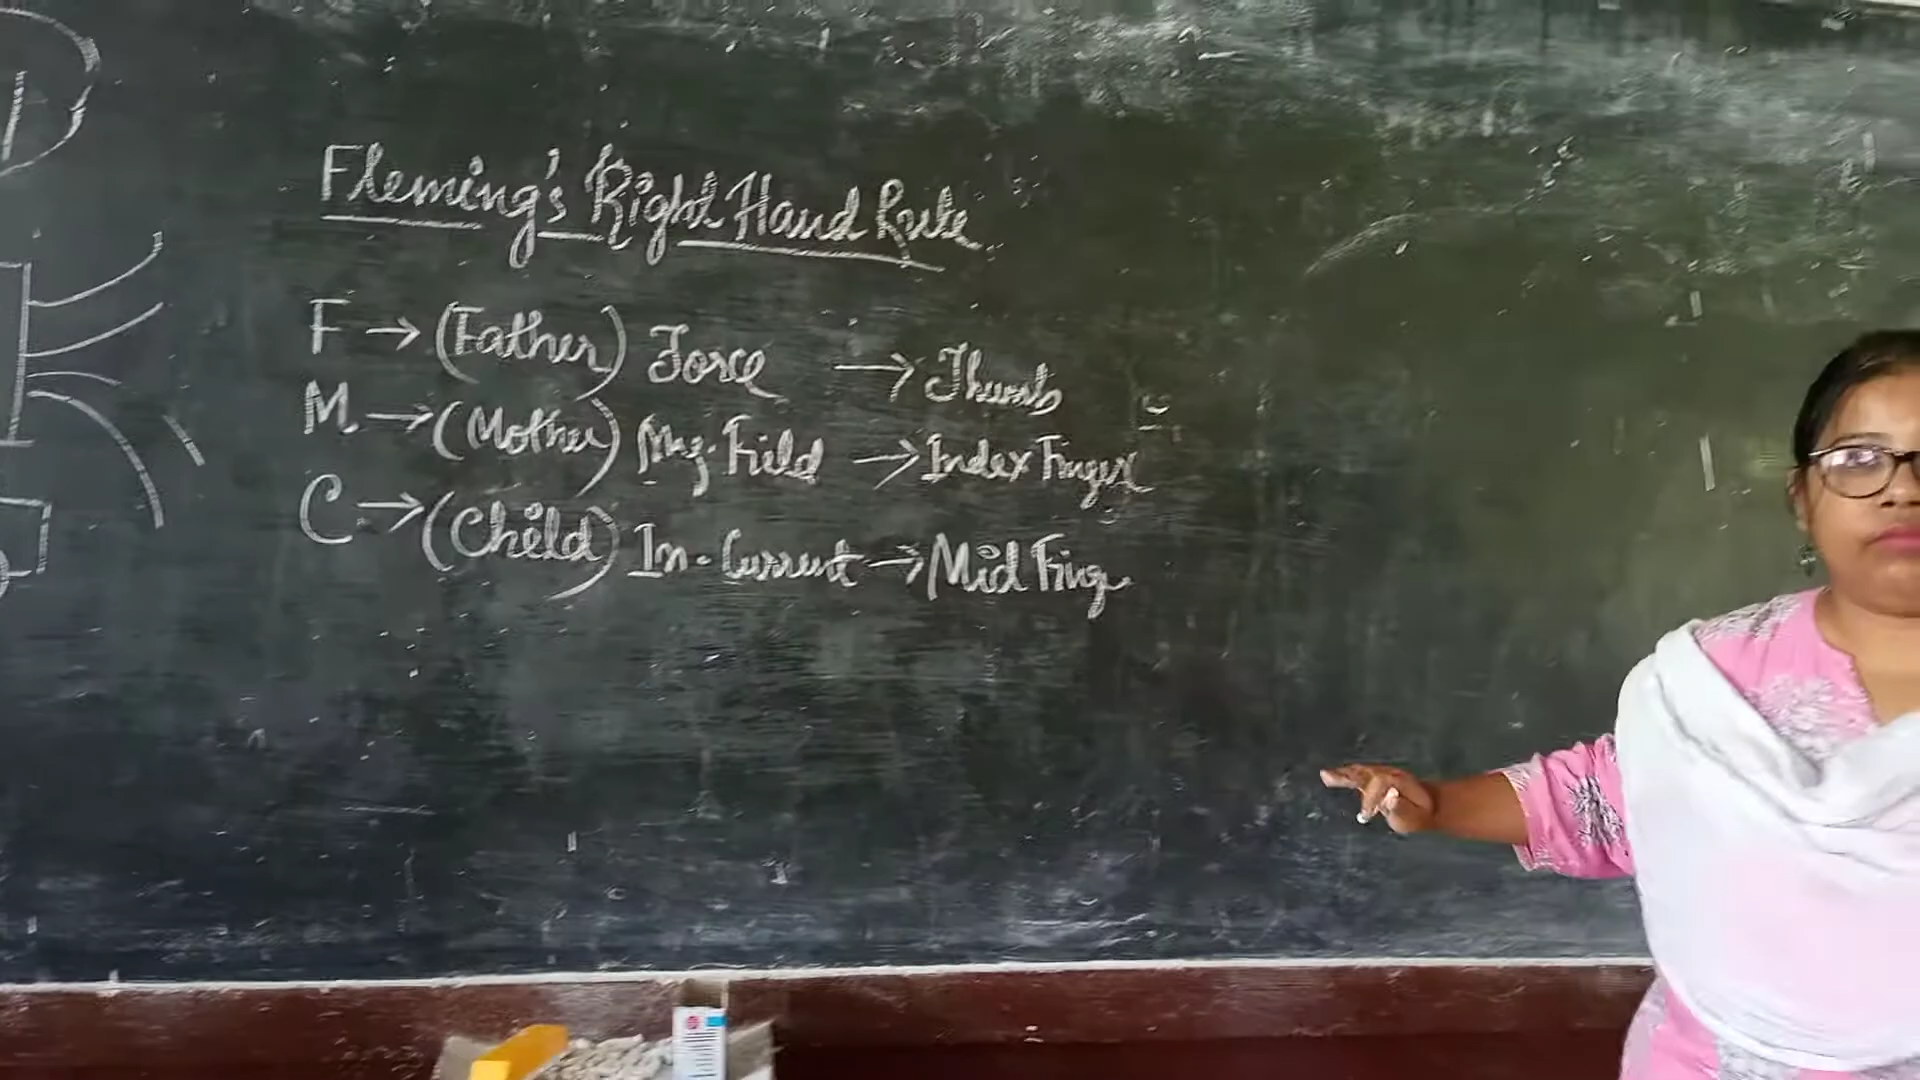 Fleming's Right Hand Rule
F → (Father) Force → Thumb
M → (Mother) Mag. Field → Index Finger
C → (Child) In. Current → Mid Fing